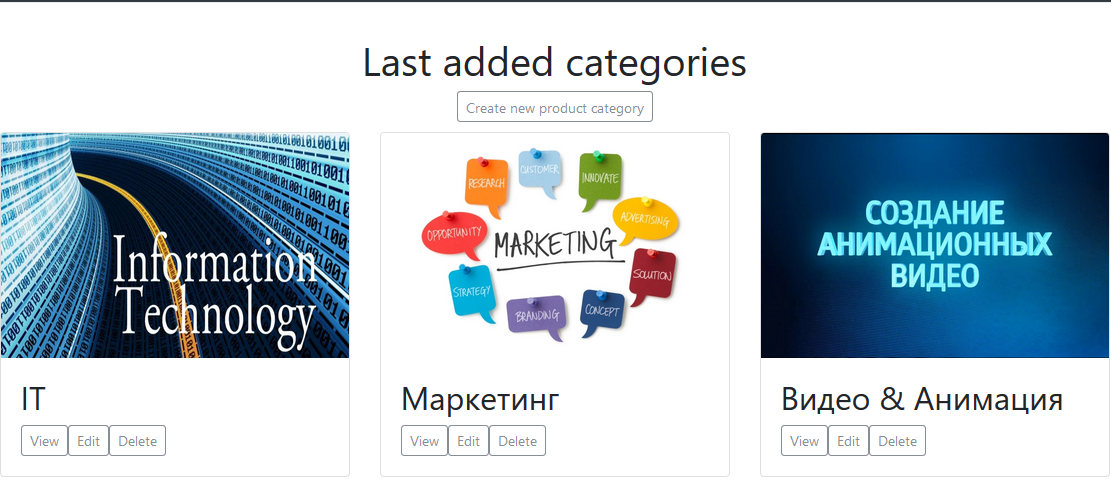 Last added categories
Create new product category
Information
Technology
IT
View Edit Delete
RESEARCH
CUSTOMER
INNOVATE
OPPORTUNITY
MARKETING
ADVERTISING
STRATEGY
SOLUTION
BRANDING
CONCEPT
Маркетинг
View Edit Delete
СОЗДАНИЕ
АНИМАЦИОННЫХ
ВИДЕО
Видео & Анимация
View Edit Delete